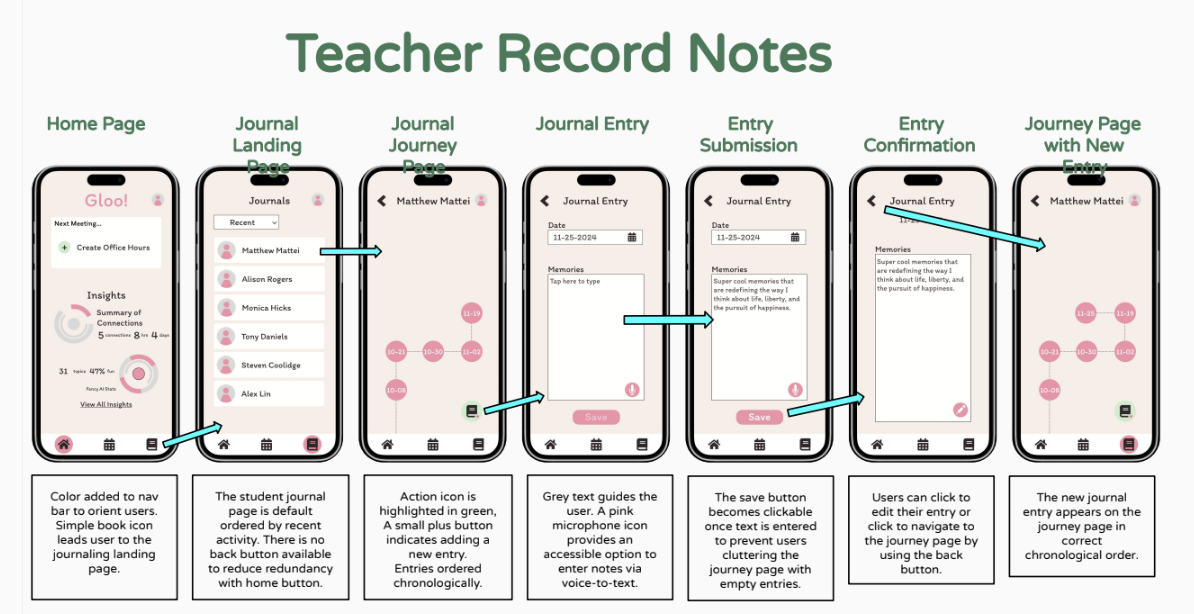 Teacher Record Notes
Home Page
Journal
Landing
Page
Journal
Journey
Page
Journal Entry
Entry
Submission
Entry
Confirmation
Journey Page
with New
Entry
Gloo!
Next Meeting...
+ Create Office Hours
Insights
Summary of
Connections
5 connections 8 hrs 4 days
31 topics 47% fun
Fancy AI Stats
View All Insights
Journals
Recent
Matthew Mattei
Alison Rogers
Monica Hicks
Tony Daniels
Steven Coolidge
Alex Lin
Matthew Mattei
11-19
10-21
10-30
11-02
10-08
Journal Entry
Date
11-25-2024
Memories
Tap here to type
Save
Journal Entry
Date
11-25-2024
Memories
Super cool memories that
are redefining the way I
think about life, liberty, and
the pursuit of happiness.
Save
Journal Entry
Memories
Super cool memories that
are redefining the way I
think about life, liberty, and
the pursuit of happiness.
Matthew Mattei
11-25
11-19
10-21
10-30
11-02
10-08
Color added to nav
bar to orient users.
Simple book icon
leads user to the
journaling landing
page.
The student journal
page is default
ordered by recent
activity. There is no
back button available
to reduce redundancy
with home button.
Action icon is
highlighted in green,
A small plus button
indicates adding a
new entry.
Entries ordered
chronologically.
Grey text guides the
user. A pink
microphone icon
provides an
accessible option to
enter notes via
voice-to-text.
The save button
becomes clickable
once text is entered
to prevent users
cluttering the
journey page with
empty entries.
Users can click to
edit their entry or
click to navigate to
the journey page by
using the back
button.
The new journal
entry appears on the
journey page in
correct
chronological order.